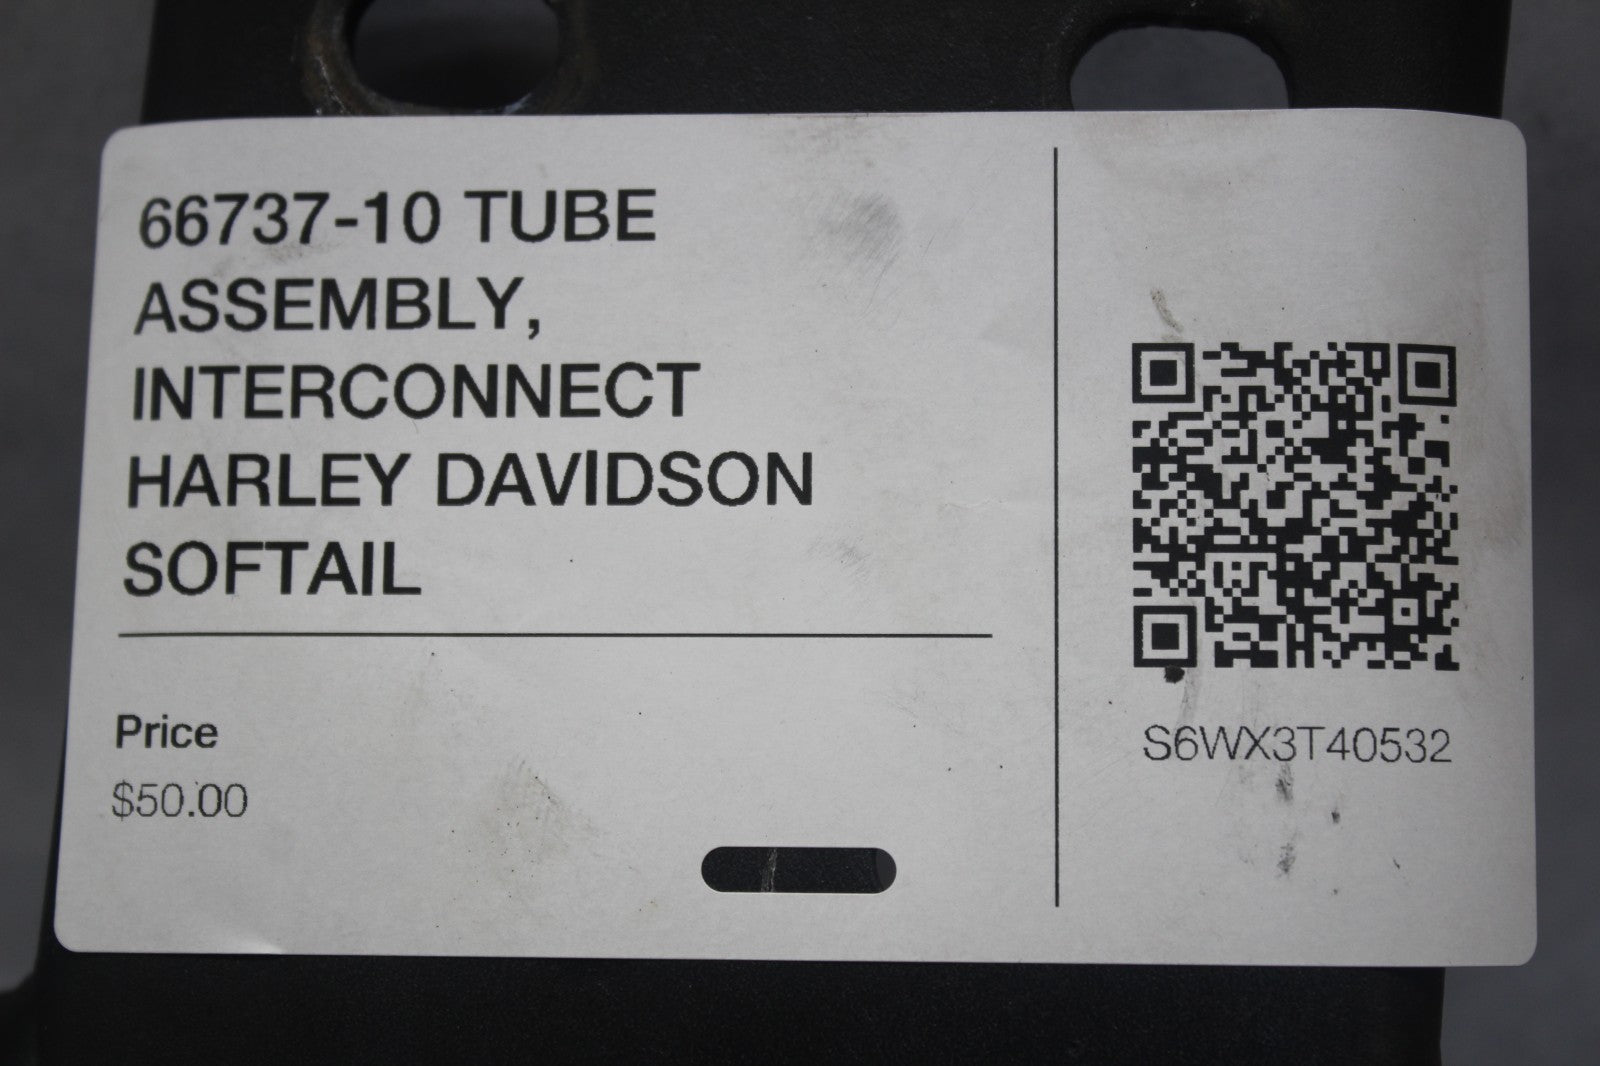 66737-10 TUBE
ASSEMBLY,
INTERCONNECT
HARLEY DAVIDSON
SOFTAIL
Price
$50.00
S6WX3T40532